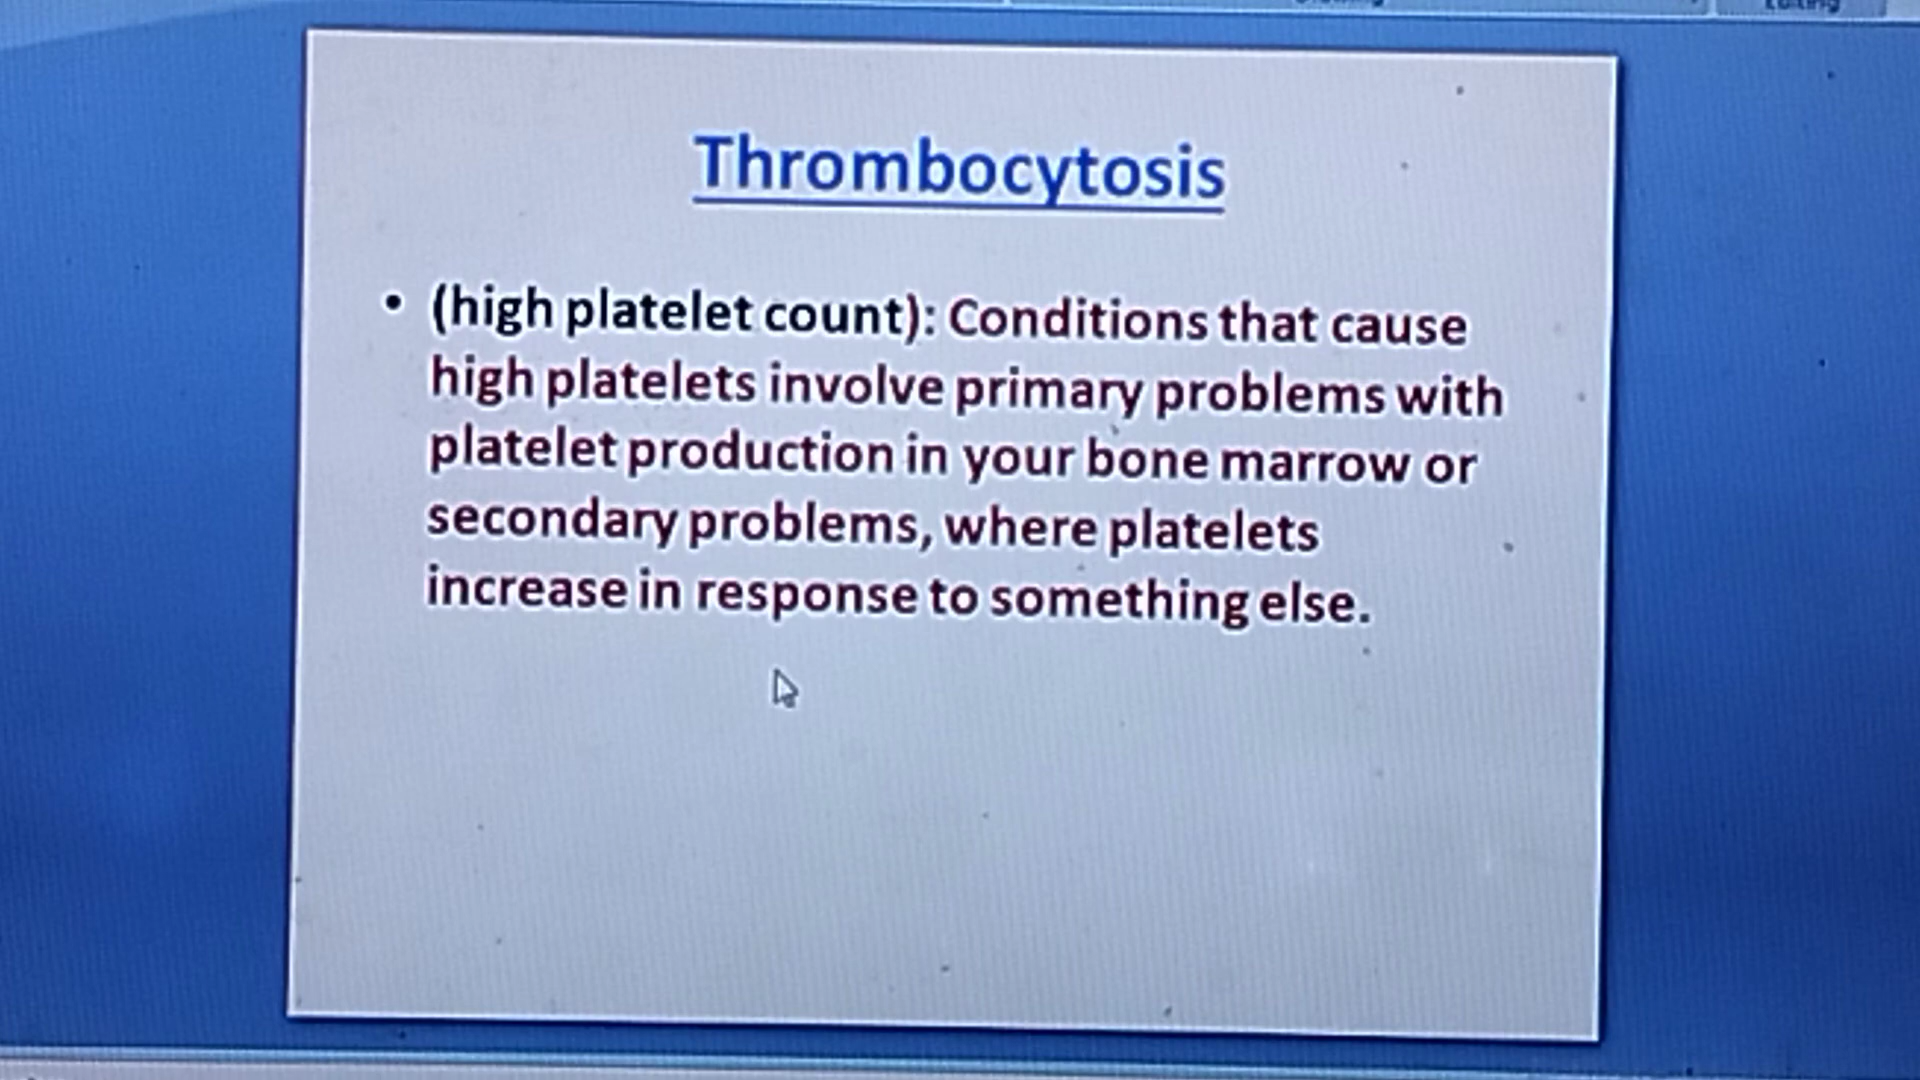 Thrombocytosis
• (high platelet count): Conditions that cause
high platelets involve primary problems with
platelet production in your bone marrow or
secondary problems, where platelets
increase in response to something else.